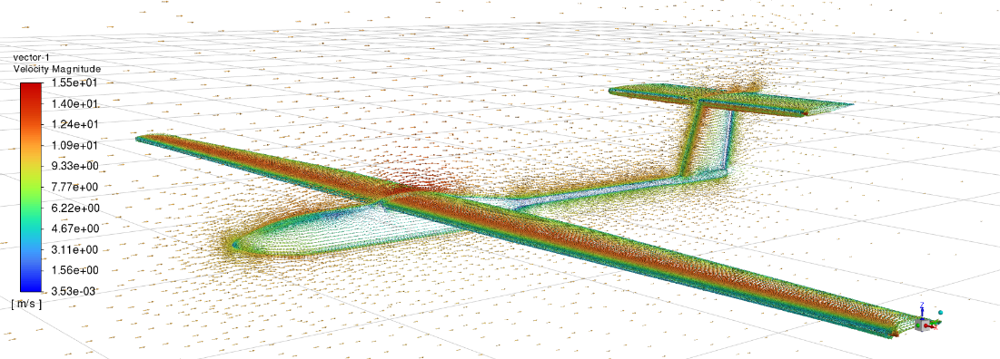 vector-1
Velocity Magnitude
1.55e+01
1.40e+01
1.24e+01
1.09e+01
9.33e+00
7.77e+00
6.22e+00
4.67e+00
3.11e+00
1.56e+00
3.53e-03
[ m/s ]
Z